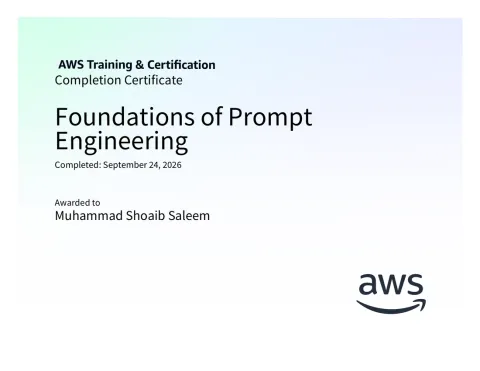 AWS Training & Certification
Completion Certificate
Foundations of Prompt
Engineering
Completed: September 24, 2026
Awarded to
Muhammad Shoaib Saleem
aws